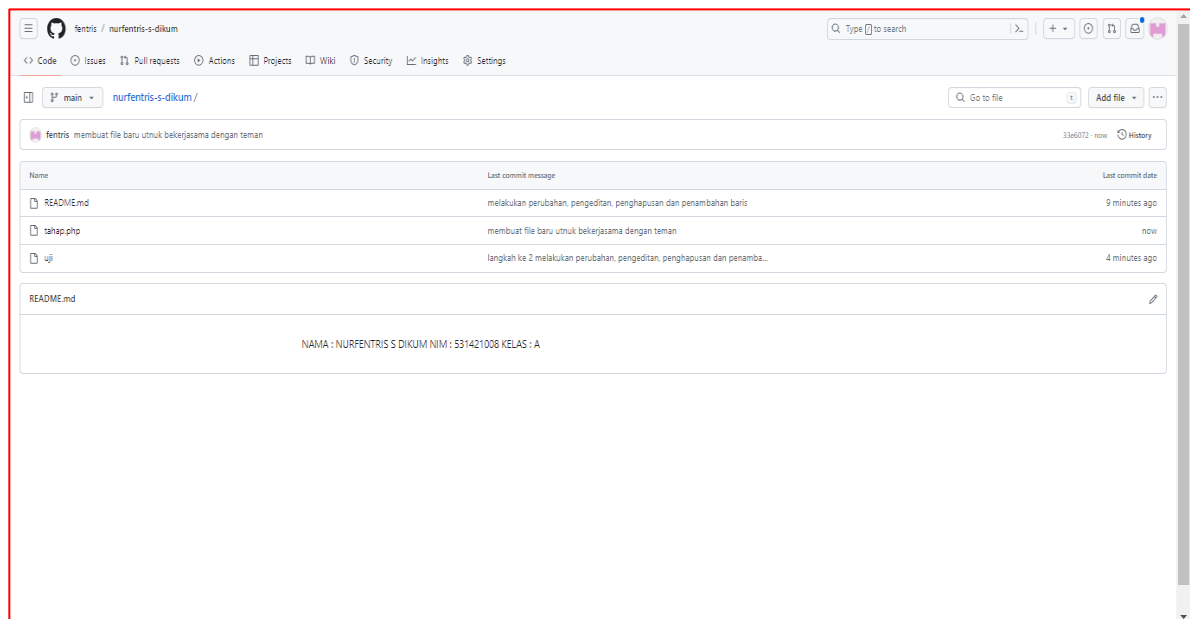 fentris / nurfentris-s-dikum Type / to search
Code Issues Pull requests Actions Projects Wiki Security Insights Settings
main nurfentris-s-dikum / Go to file t Add file
fentris membuat file baru utnuk bekerjasama dengan teman 33e6072 · now History
Name Last commit message Last commit date
README.md melakukan perubahan, pengeditan, penghapusan dan penambahan baris 9 minutes ago
tahap.php membuat file baru utnuk bekerjasama dengan teman now
uji langkah ke 2 melakukan perubahan, pengeditan, penghapusan dan penamba... 4 minutes ago
README.md
NAMA : NURFENTRIS S DIKUM NIM : 531421008 KELAS : A